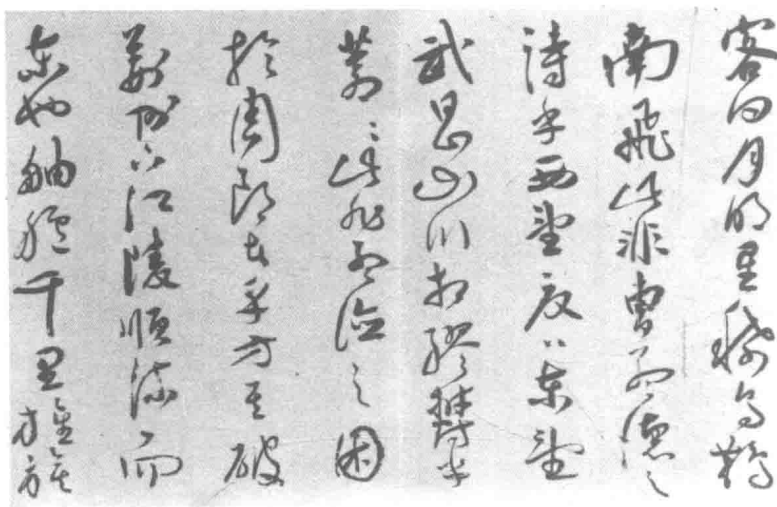 客曰月明星稀烏鵲
南飛此非曹孟德之
詩乎西望夏口東望
武昌山川相繆鬱乎
蒼〻此非孟德之困
於周郎者乎方其破
荊州下江陵順流而
東也舳艫千里旌旗